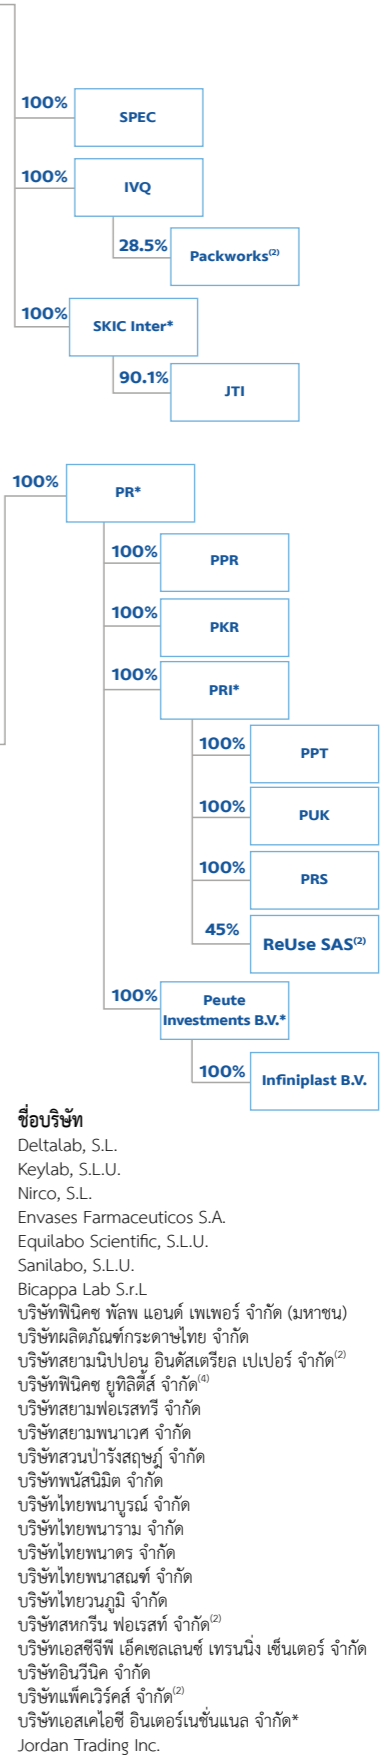 100%
SPEC
100%
IVQ
28.5%
Packworks⁽²⁾
100%
SKIC Inter*
90.1%
JTI
100%
PR*
100%
PPR
100%
PKR
100%
PRI*
100%
PPT
100%
PUK
100%
PRS
45%
ReUse SAS⁽²⁾
100%
Peute
Investments B.V.*
100%
Infiniplast B.V.
ชื่อบริษัท
Deltalab, S.L.
Keylab, S.L.U.
Nirco, S.L.
Envases Farmaceuticos S.A.
Equilabo Scientific, S.L.U.
Sanilabo, S.L.U.
Bicappa Lab S.r.L
บริษัทฟินิคซ พัลพ แอนด์ เพเพอร์ จำกัด (มหาชน)
บริษัทผลิตภัณฑ์กระดาษไทย จำกัด
บริษัทสยามนิปปอน อินดัสเตรียล เปเปอร์ จำกัด⁽²⁾
บริษัทฟินิคซ ยูทิลิตี้ส์ จำกัด⁽⁴⁾
บริษัทสยามฟอเรสทรี จำกัด
บริษัทสยามพนาเวศ จำกัด
บริษัทสวนป่ารังสฤษฎ์ จำกัด
บริษัทพนัสนิมิต จำกัด
บริษัทไทยพนาบูรณ์ จำกัด
บริษัทไทยพนาราม จำกัด
บริษัทไทยพนาดร จำกัด
บริษัทไทยพนาสณฑ์ จำกัด
บริษัทไทยวนภูมิ จำกัด
บริษัทสหกรีน ฟอเรสท์ จำกัด⁽²⁾
บริษัทเอสซีจีพี เอ็คเซลเลนซ์ เทรนนิ่ง เซ็นเตอร์ จำกัด
บริษัทอินวีนิค จำกัด
บริษัทแพ็คเวิร์คส์ จำกัด⁽²⁾
บริษัทเอสเคไอซี อินเตอร์เนชั่นแนล จำกัด*
Jordan Trading Inc.